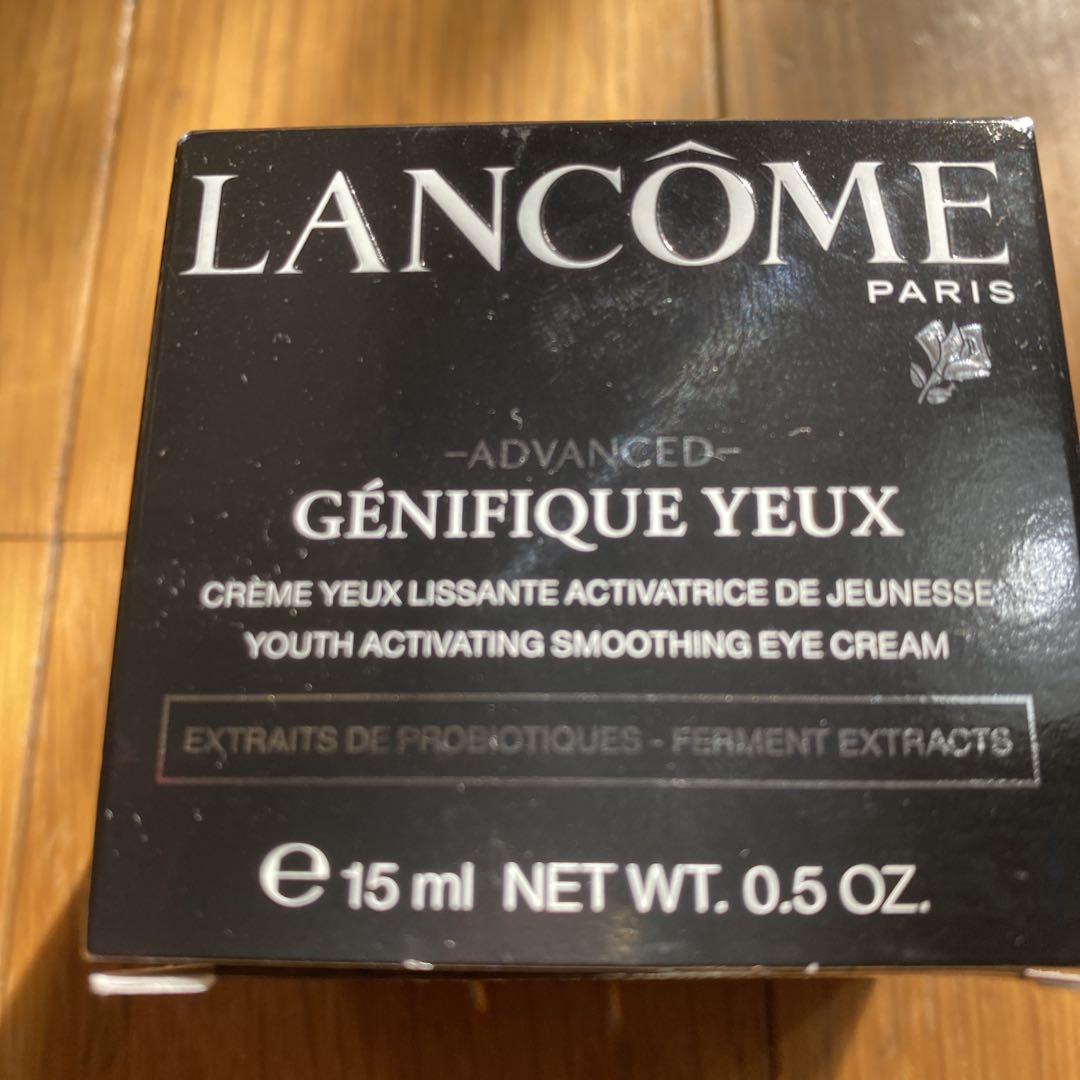 LANCÔME
PARIS
-ADVANCED-
GÉNIFIQUE YEUX
CRÈME YEUX LISSANTE ACTIVATRICE DE JEUNESSE
YOUTH ACTIVATING SMOOTHING EYE CREAM
EXTRAITS DE PROBIOTIQUES - FERMENT EXTRACTS
℮ 15 ml NET WT. 0.5 OZ.